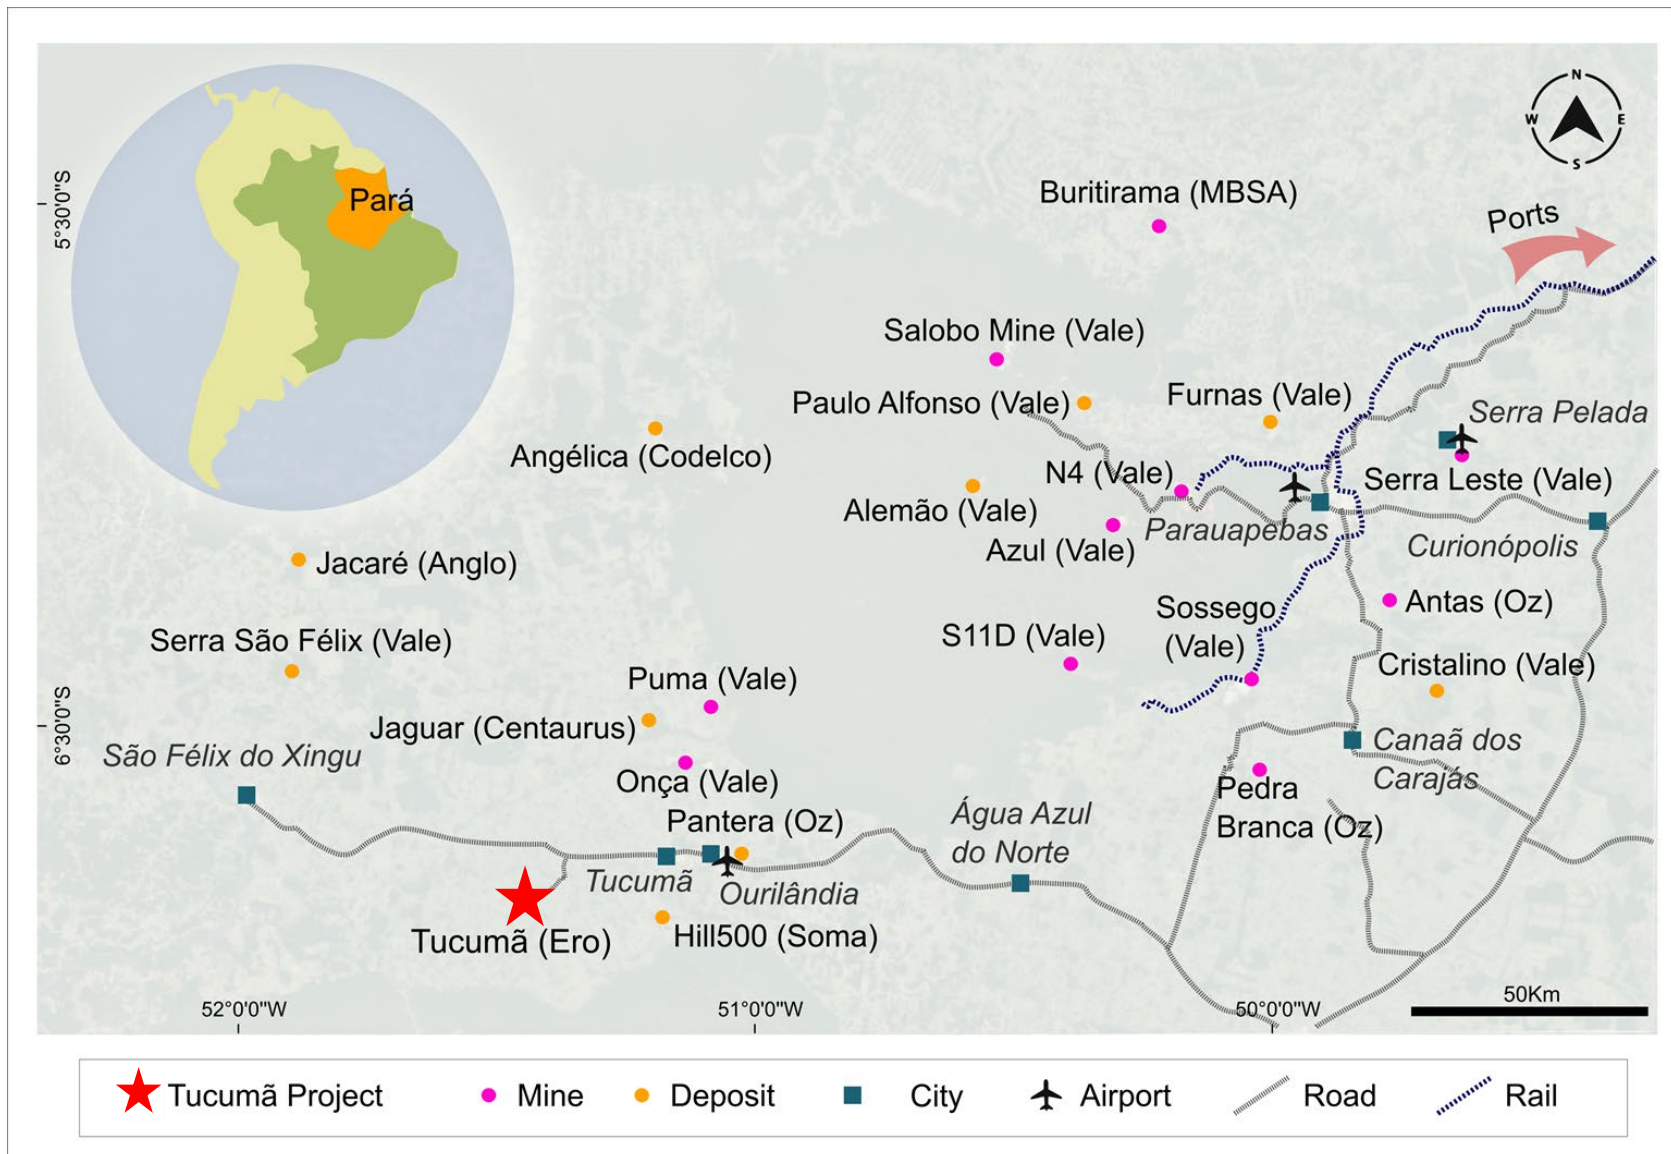 N
W
E
S
Pará
5°30'0"S
Buritirama (MBSA)
Ports
Salobo Mine (Vale)
Paulo Alfonso (Vale)
Furnas (Vale)
Serra Pelada
Angélica (Codelco)
N4 (Vale)
Serra Leste (Vale)
Alemão (Vale)
Azul (Vale)
Parauapebas
Curionópolis
Jacaré (Anglo)
Antas (Oz)
Sossego
(Vale)
Serra São Félix (Vale)
S11D (Vale)
Cristalino (Vale)
Puma (Vale)
Jaguar (Centaurus)
6°30'0"S
São Félix do Xingu
Canaã dos
Carajás
Onça (Vale)
Pedra
Branca (Oz)
Pantera (Oz)
Água Azul
do Norte
Tucumã
Ourilândia
Tucumã (Ero)
Hill500 (Soma)
52°0'0"W
51°0'0"W
50°0'0"W
50Km
Tucumã Project
Mine
Deposit
City
Airport
Road
Rail